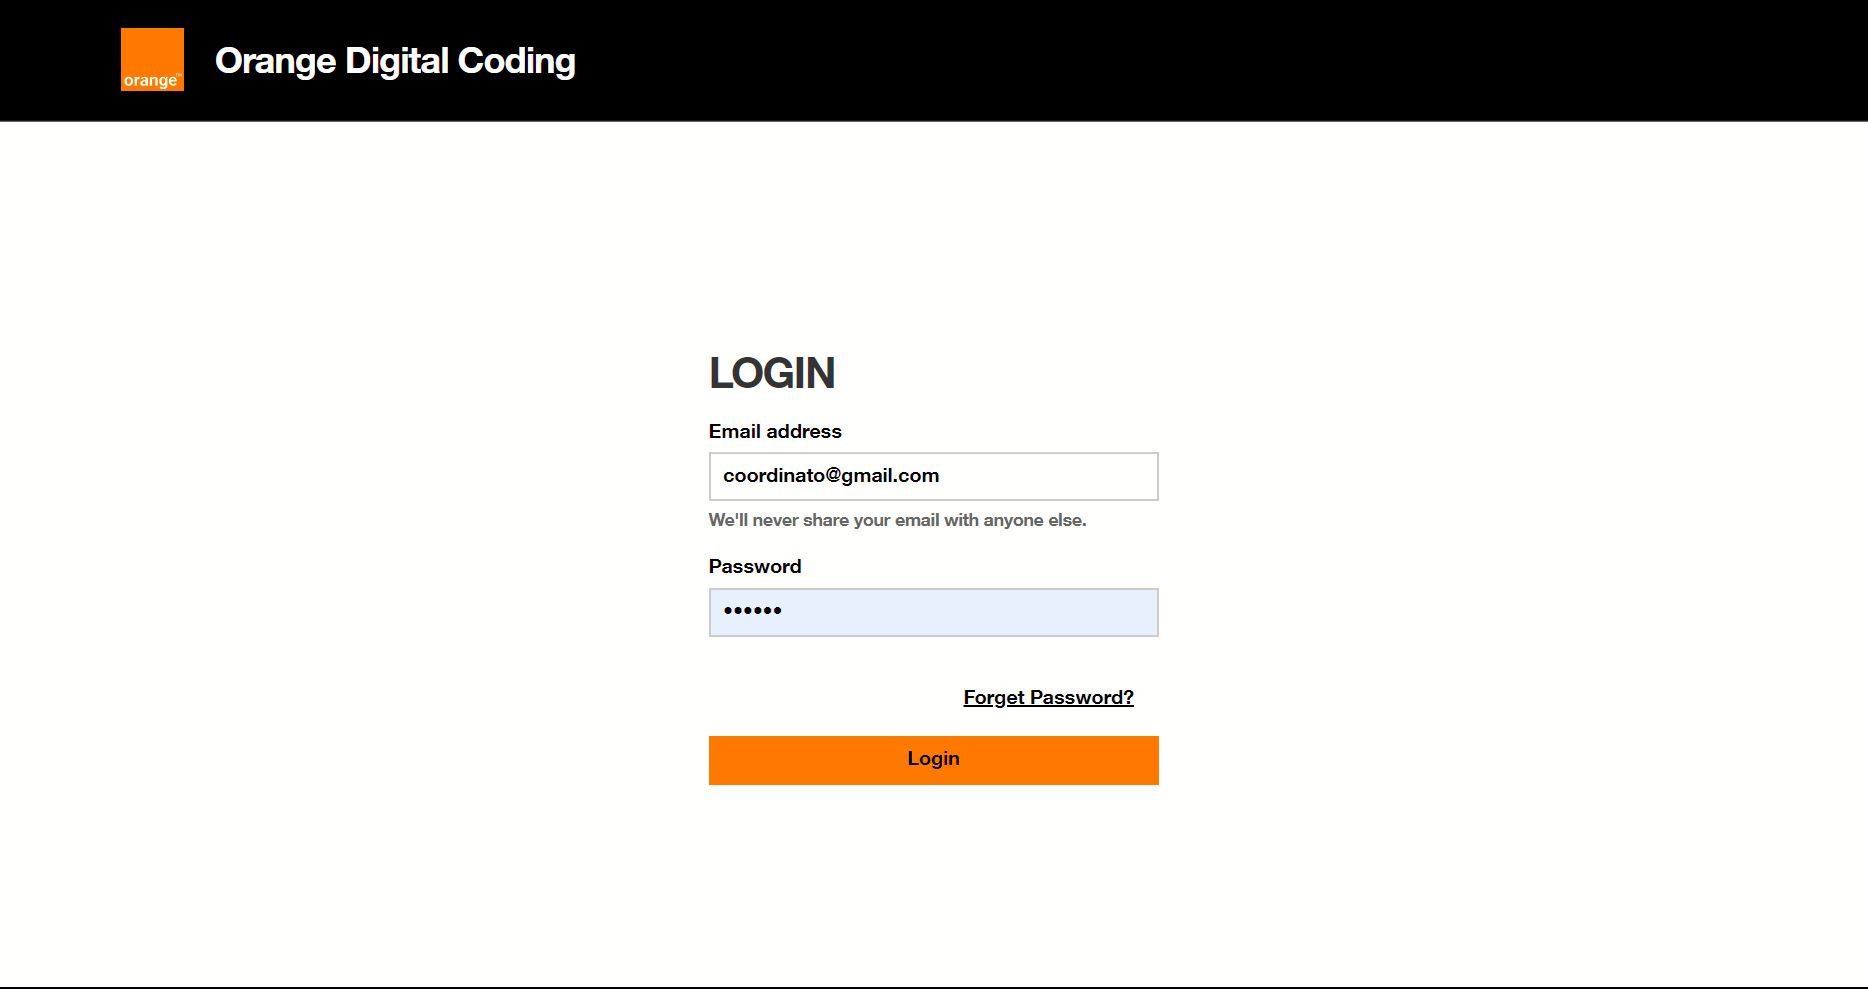 orange™
Orange Digital Coding
LOGIN
Email address
coordinato@gmail.com
We'll never share your email with anyone else.
Password
••••••
Forget Password?
Login